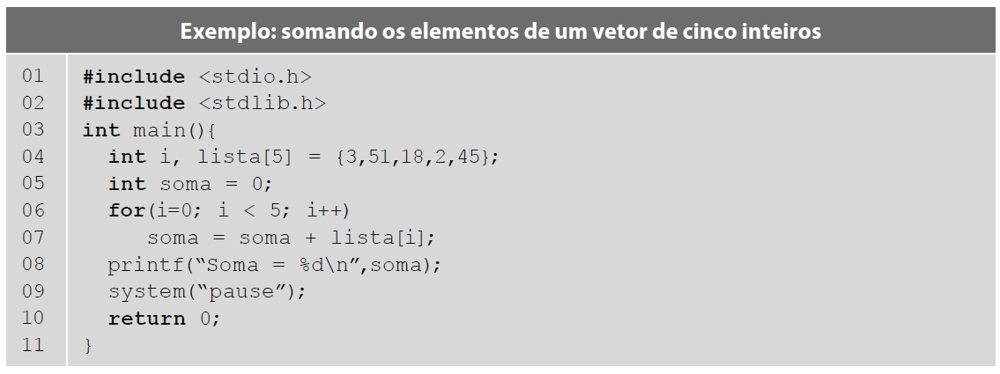 Exemplo: somando os elementos de um vetor de cinco inteiros
01 #include <stdio.h>
02 #include <stdlib.h>
03 int main(){
04   int i, lista[5] = {3,51,18,2,45};
05   int soma = 0;
06   for(i=0; i < 5; i++)
07      soma = soma + lista[i];
08   printf(“Soma = %d\n”,soma);
09   system(“pause”);
10   return 0;
11 }